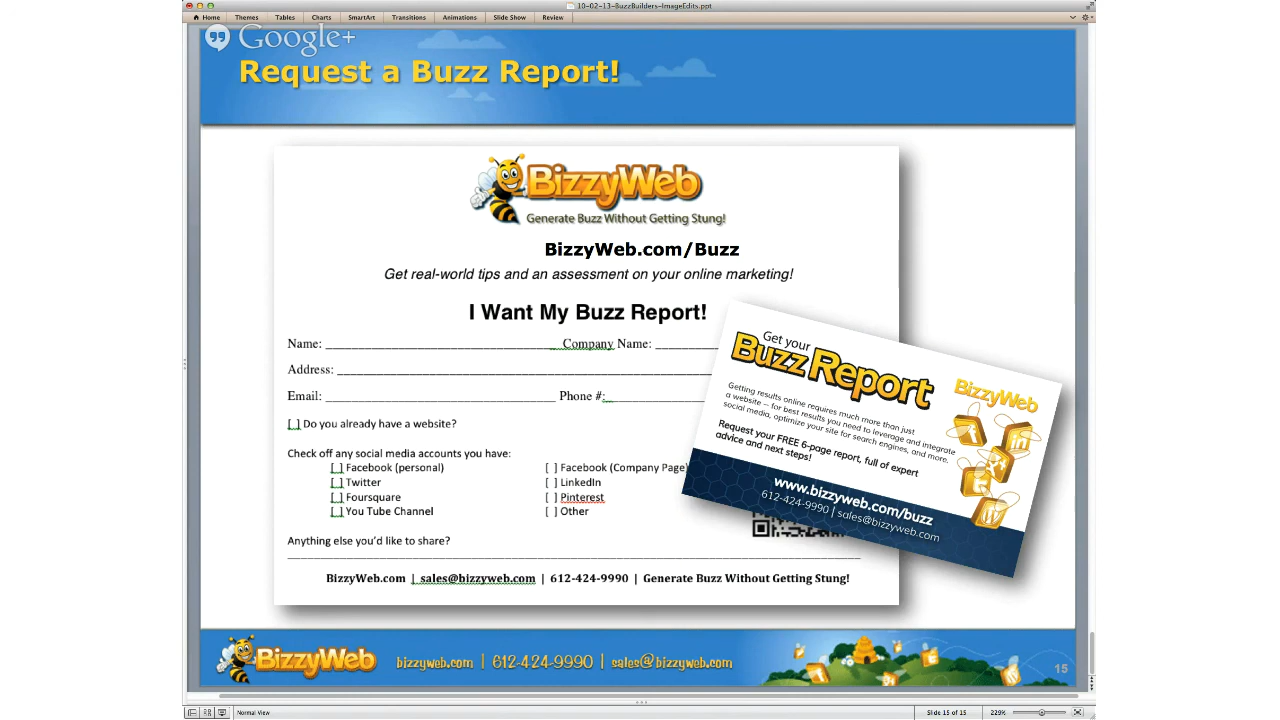 10-02-13-BuzzBuilders-ImageEdits.ppt
Home Themes Tables Charts SmartArt Transitions Animations Slide Show Review
Google+
Request a Buzz Report!
BizzyWeb
Generate Buzz Without Getting Stung!
BizzyWeb.com/Buzz
Get real-world tips and an assessment on your online marketing!
I Want My Buzz Report!
Name: ____________________ Company Name: __________
Address: ____________________
Email: ____________________ Phone #: __________
[ ] Do you already have a website?
Check off any social media accounts you have:
[ ] Facebook (personal) [ ] Facebook (Company Page)
[ ] Twitter [ ] LinkedIn
[ ] Foursquare [ ] Pinterest
[ ] You Tube Channel [ ] Other
Anything else you'd like to share?
BizzyWeb.com | sales@bizzyweb.com | 612-424-9990 | Generate Buzz Without Getting Stung!
Get your
Buzz Report
BizzyWeb
Getting results online requires much more than just
a website -- for best results you need to leverage and integrate
social media, optimize your site for search engines, and more.
Request your FREE 6-page report, full of expert
advice and next steps!
www.bizzyweb.com/buzz
612-424-9990 | sales@bizzyweb.com
BizzyWeb bizzyweb.com | 612-424-9990 | sales@bizzyweb.com
15
Normal View Slide 15 of 15 229%